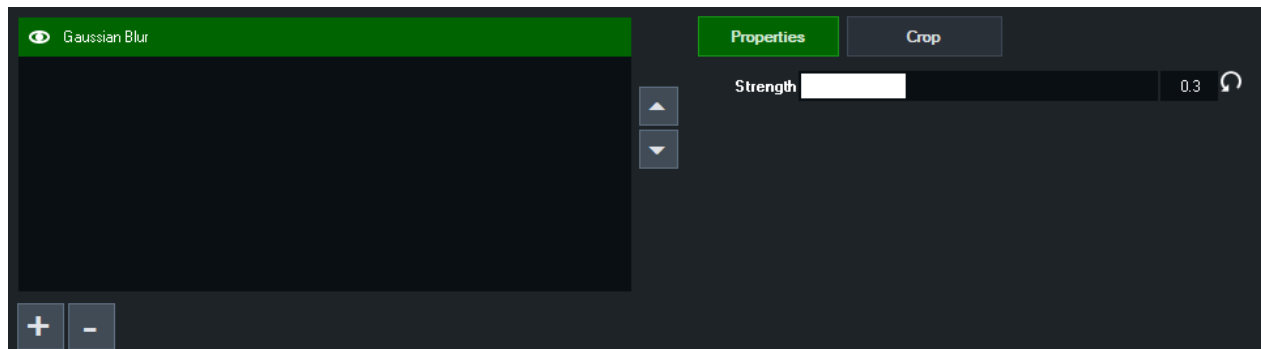 Gaussian Blur
Properties
Crop
Strength
0.3
+
-